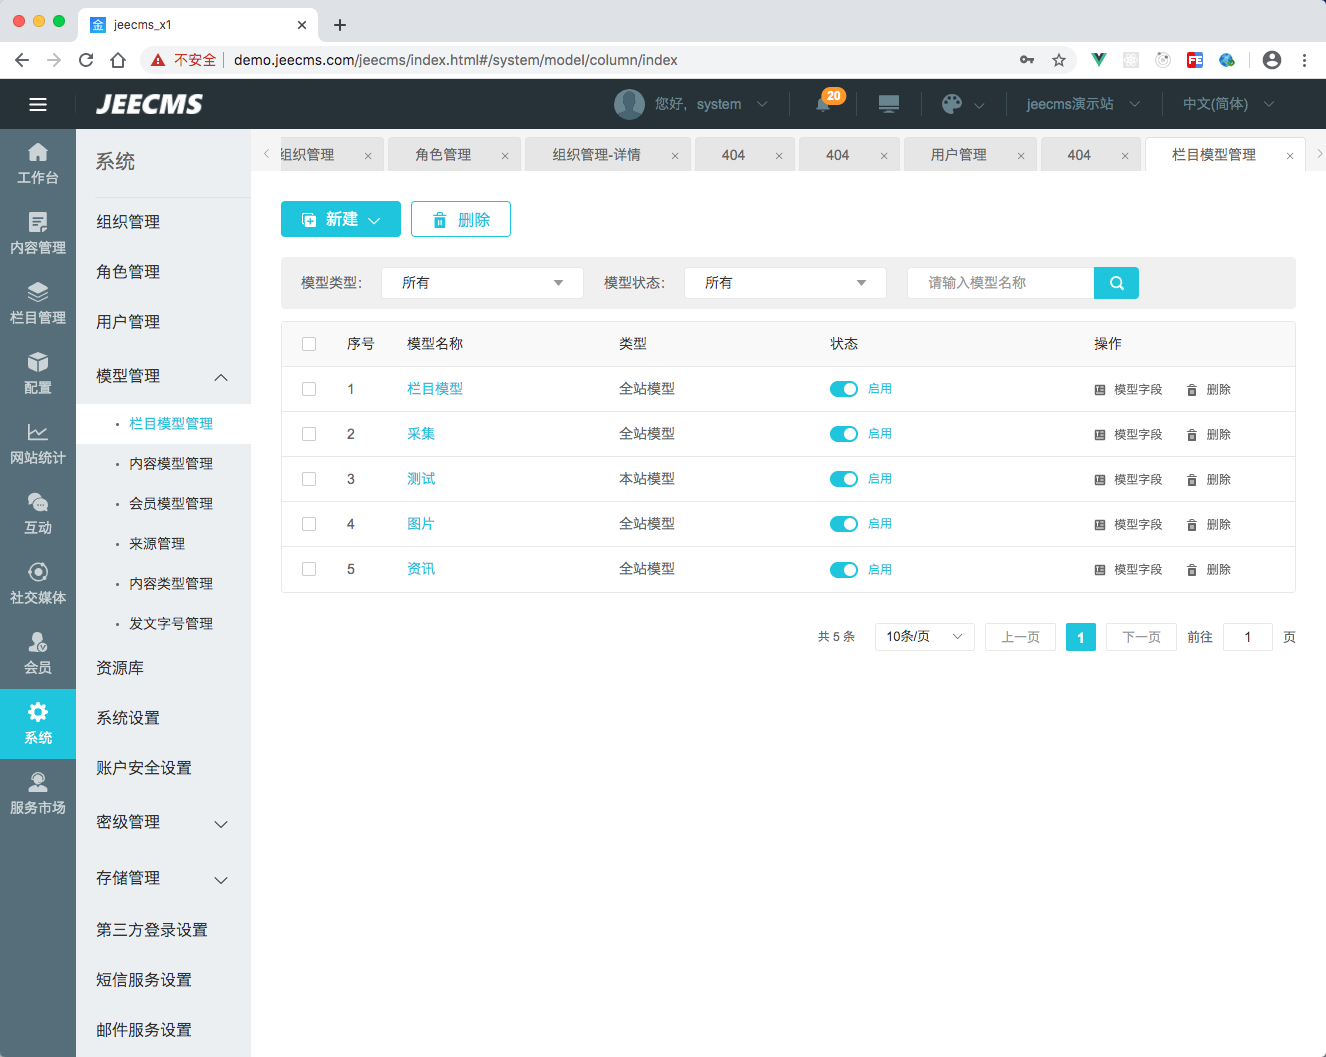 金 jeecms_x1
不安全 demo.jeecms.com/jeecms/index.html#/system/model/column/index
FE
JEECMS 您好，system 20 jeecms演示站 中文(简体)
工作台
内容管理
栏目管理
配置
网站统计
互动
社交媒体
会员
系统
服务市场
系统
组织管理
角色管理
用户管理
模型管理
栏目模型管理
内容模型管理
会员模型管理
来源管理
内容类型管理
发文字号管理
资源库
系统设置
账户安全设置
密级管理
存储管理
第三方登录设置
短信服务设置
邮件服务设置
组织管理 角色管理 组织管理-详情 404 404 用户管理 404 栏目模型管理
新建 删除
模型类型： 所有 模型状态： 所有 请输入模型名称
序号 模型名称 类型 状态 操作
1 栏目模型 全站模型 启用 模型字段 删除
2 采集 全站模型 启用 模型字段 删除
3 测试 本站模型 启用 模型字段 删除
4 图片 全站模型 启用 模型字段 删除
5 资讯 全站模型 启用 模型字段 删除
共 5 条 10条/页 上一页 1 下一页 前往 1 页